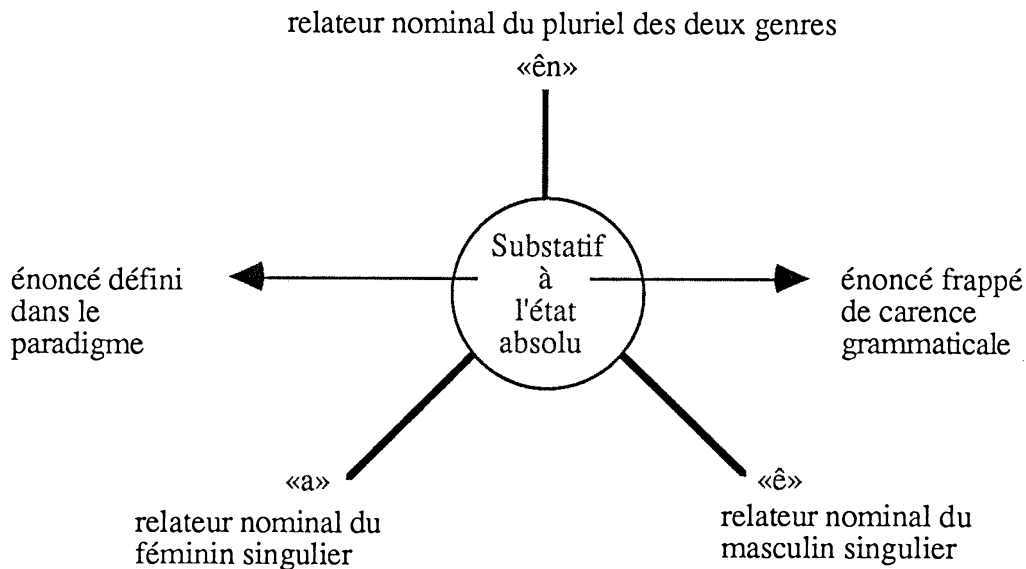 relateur nominal du pluriel des deux genres
«ên»
énoncé défini
dans le
paradigme
Substatif
à
l'état
absolu
énoncé frappé
de carence
grammaticale
«a»
relateur nominal du
féminin singulier
«ê»
relateur nominal du
masculin singulier